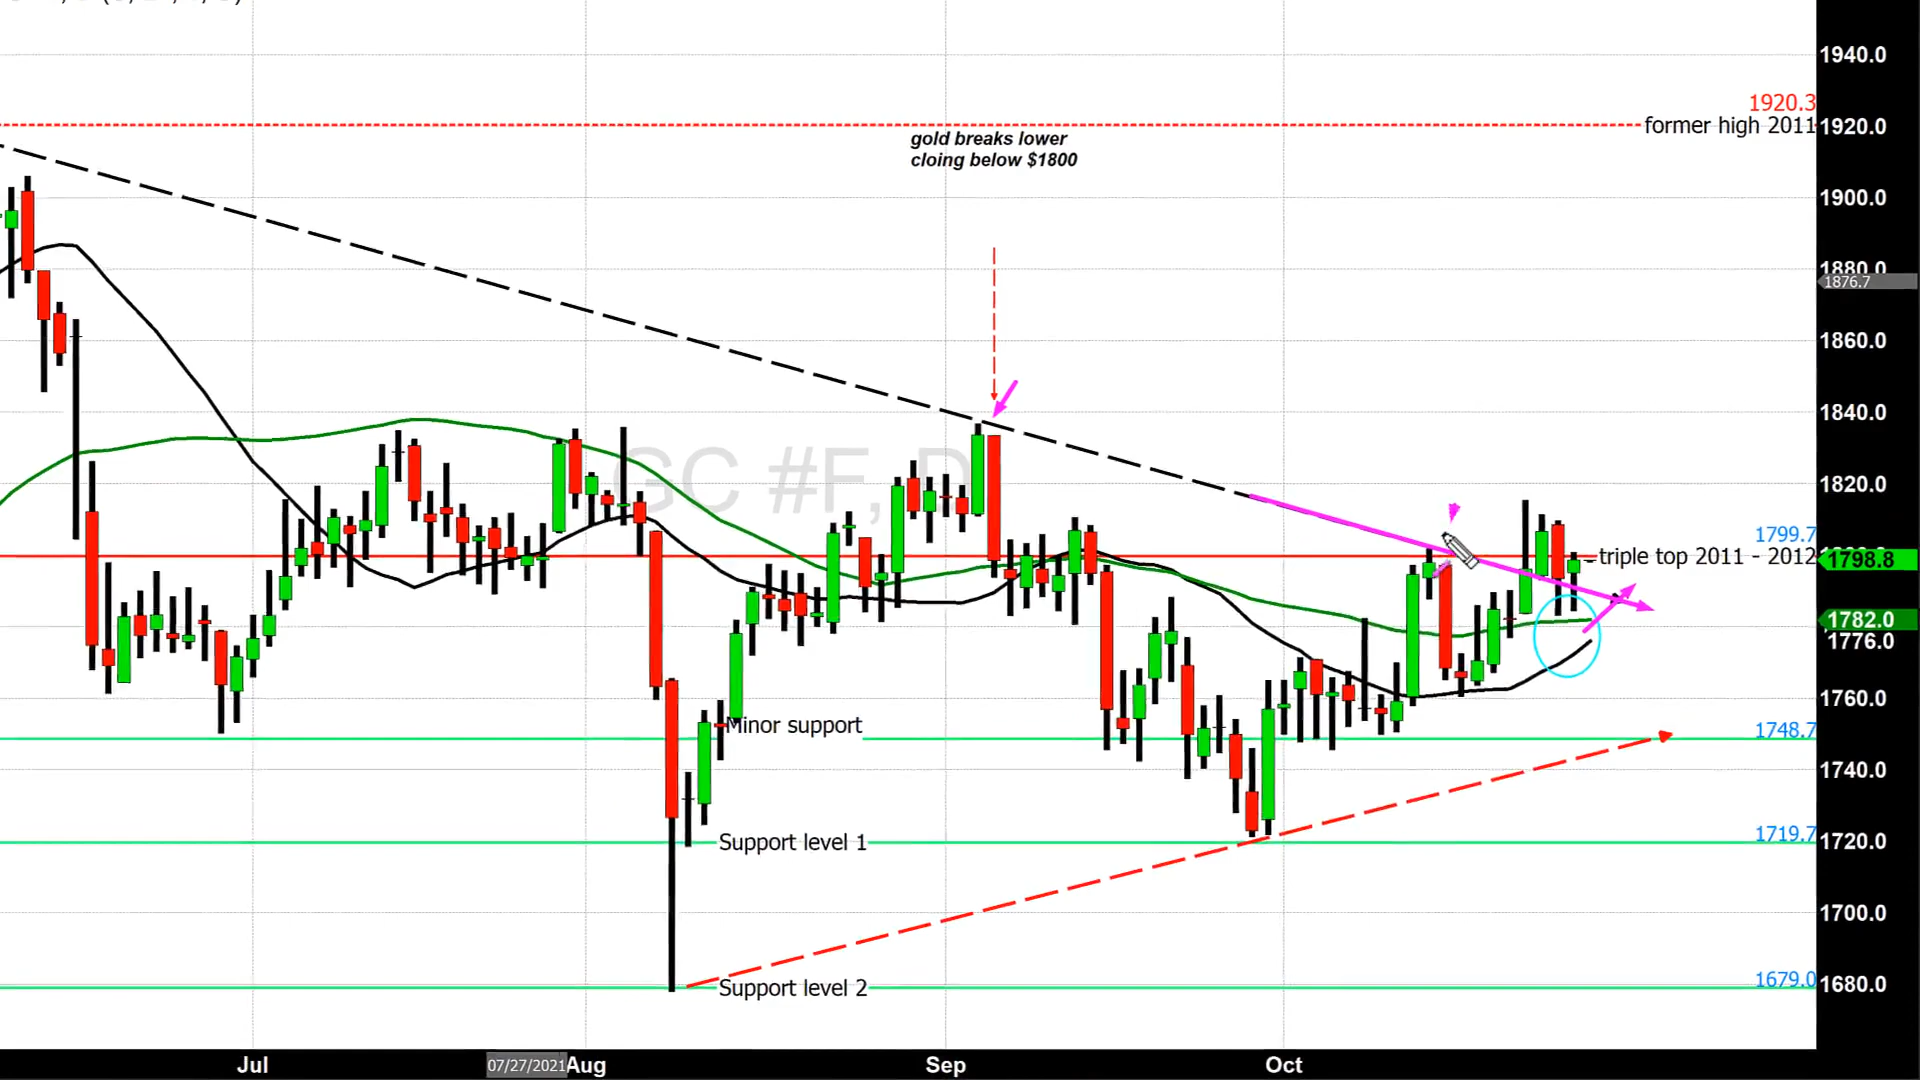 1940.0
1920.3
former high 2011
1920.0
gold breaks lower
cloing below $1800
1900.0
1880.0
1876.7
1860.0
1840.0
GC #F, D
1820.0
1799.7
triple top 2011 - 2012
1798.8
1782.0
1776.0
1760.0
Minor support
1748.7
1740.0
1719.7
Support level 1
1720.0
1700.0
1679.0
Support level 2
1680.0
Jul
07/27/2021
Aug
Sep
Oct